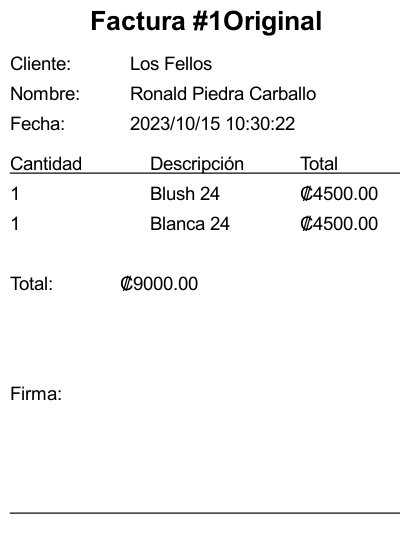 Factura #1Original
Cliente: Los Fellos
Nombre: Ronald Piedra Carballo
Fecha: 2023/10/15 10:30:22
Cantidad Descripción Total
1 Blush 24 ₡4500.00
1 Blanca 24 ₡4500.00
Total: ₡9000.00
Firma: